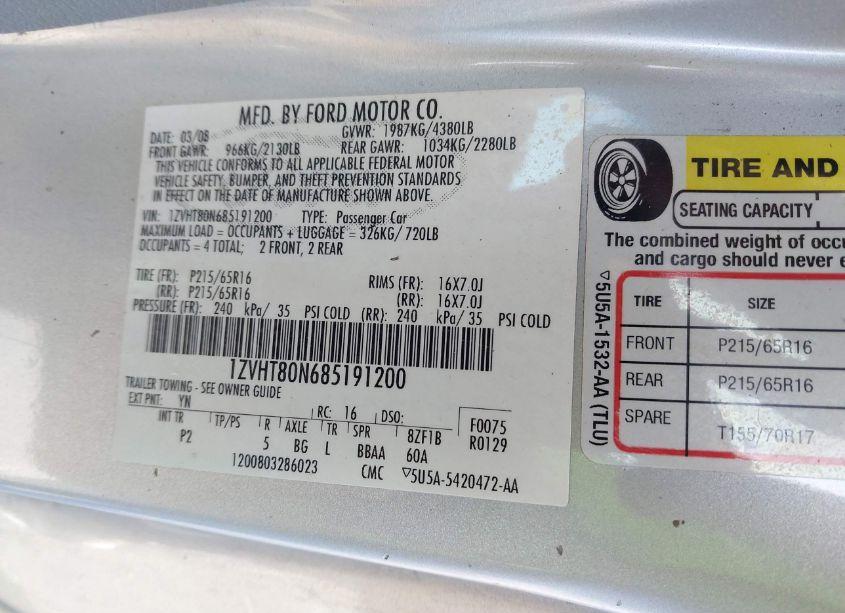 MFD. BY FORD MOTOR CO.
DATE: 03/08 GVWR: 1987KG/4380LB
FRONT GAWR: 966KG/2130LB REAR GAWR: 1034KG/2280LB
THIS VEHICLE CONFORMS TO ALL APPLICABLE FEDERAL MOTOR
VEHICLE SAFETY, BUMPER, AND THEFT PREVENTION STANDARDS
IN EFFECT ON THE DATE OF MANUFACTURE SHOWN ABOVE.
VIN: 1ZVHT80N685191200 TYPE: Passenger Car
MAXIMUM LOAD = OCCUPANTS + LUGGAGE = 326KG/720LB
OCCUPANTS = 4 TOTAL; 2 FRONT, 2 REAR
TIRE (FR): P215/65R16 RIMS (FR): 16X7.0J
(RR): P215/65R16 (RR): 16X7.0J
PRESSURE (FR): 240 kPa/ 35 PSI COLD (RR): 240 kPa/ 35 PSI COLD
1ZVHT80N685191200
TRAILER TOWING - SEE OWNER GUIDE
EXT PNT: YN RC: 16 DSO: F0075
INT TR TP/PS R AXLE TR SPR 8ZF1B R0129
P2 5 BG L BBAA 60A
1200803286023 CMC ▽5U5A-5420472-AA
TIRE AND
SEATING CAPACITY
The combined weight of occu
and cargo should never e
TIRE SIZE
FRONT P215/65R16
REAR P215/65R16
SPARE T155/70R17
▽5U5A-1532-AA (TLU)